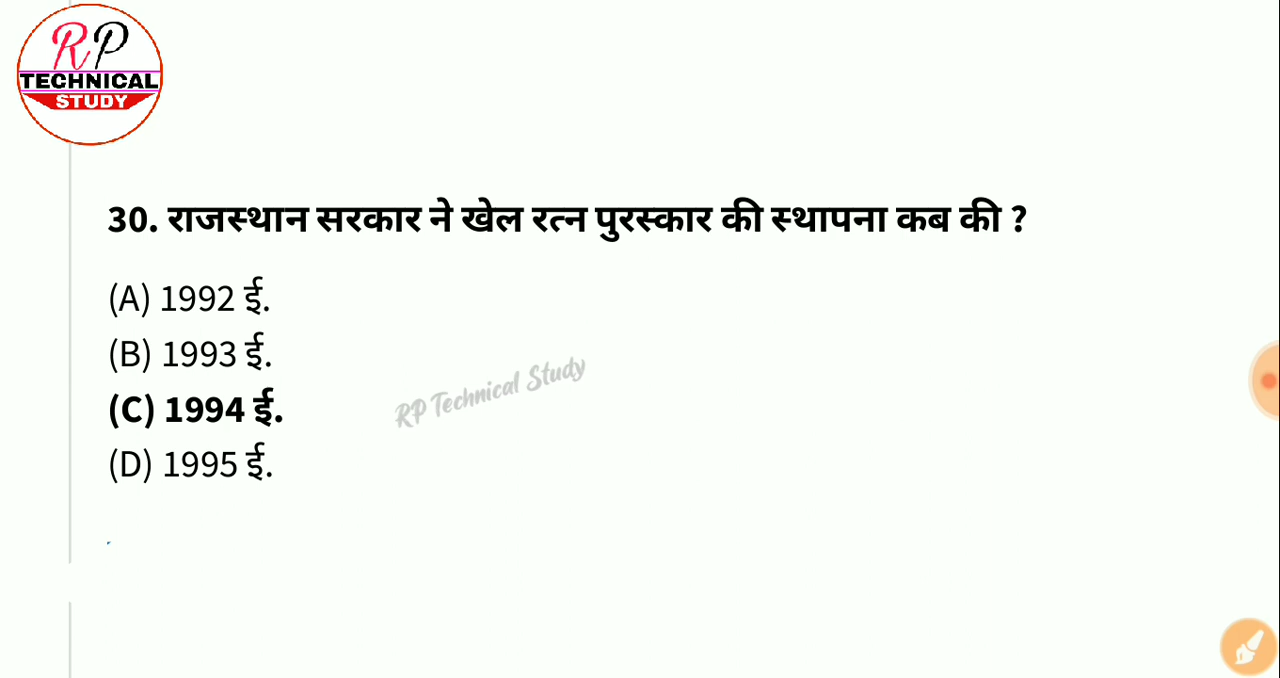 RP
TECHNICAL
STUDY
30. राजस्थान सरकार ने खेल रत्न पुरस्कार की स्थापना कब की ?
(A) 1992 ई.
(B) 1993 ई.
(C) 1994 ई.
(D) 1995 ई.
RP Technical Study